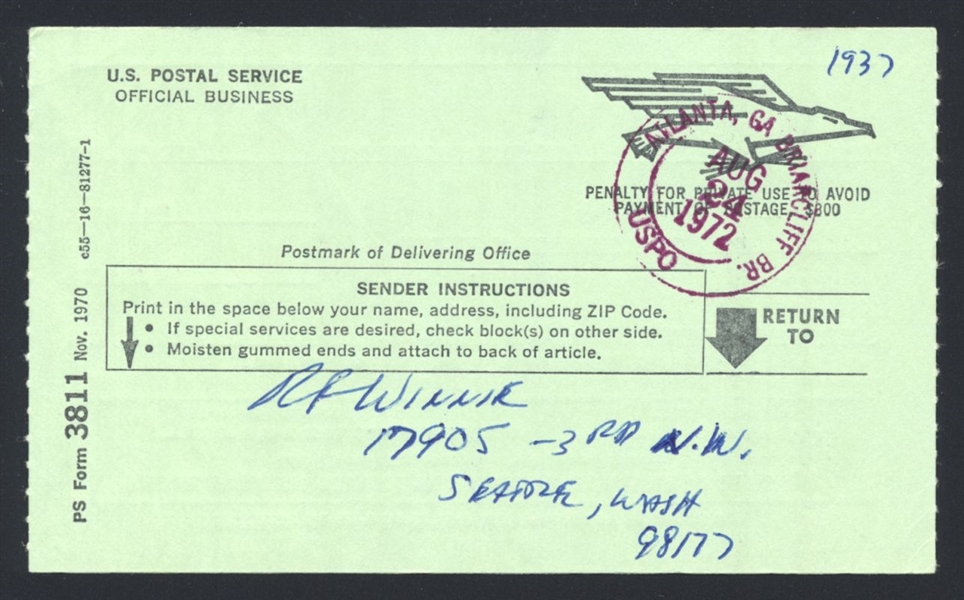 1937
U.S. POSTAL SERVICE
OFFICIAL BUSINESS
ATLANTA, GA BRIARCLIFF BR.
AUG
24
1972
USPO
PENALTY FOR PRIVATE USE TO AVOID
PAYMENT OF POSTAGE, $300
Postmark of Delivering Office
SENDER INSTRUCTIONS
Print in the space below your name, address, including ZIP Code.
• If special services are desired, check block(s) on other side.
• Moisten gummed ends and attach to back of article.
RETURN
TO
RF WINNIE
17905 - 3RD N.W.
SEATTLE, WASH
98177
PS Form 3811 Nov. 1970 c55—16—81277-1